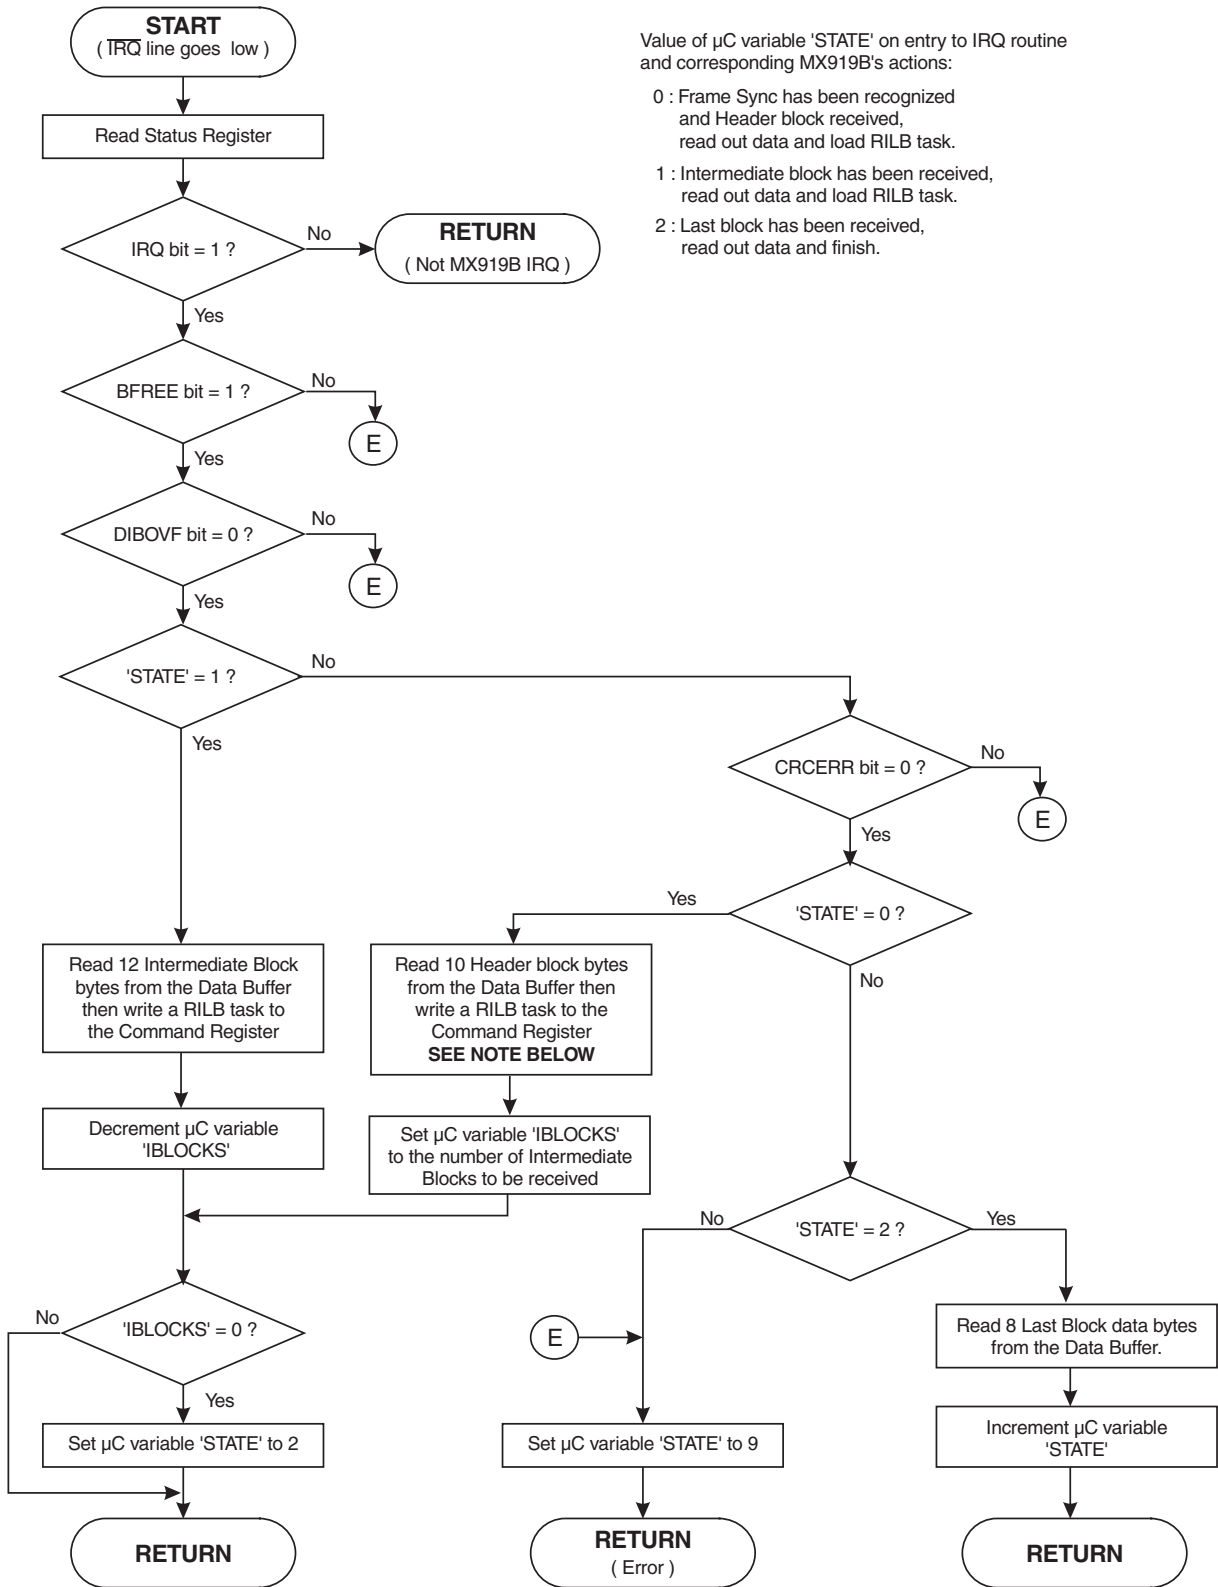 START
( IRQ line goes low )
Value of µC variable 'STATE' on entry to IRQ routine
and corresponding MX919B's actions:
0 : Frame Sync has been recognized
and Header block received,
read out data and load RILB task.
1 : Intermediate block has been received,
read out data and load RILB task.
2 : Last block has been received,
read out data and finish.
Read Status Register
IRQ bit = 1 ?
No
RETURN
( Not MX919B IRQ )
Yes
BFREE bit = 1 ?
No
E
Yes
DIBOVF bit = 0 ?
No
E
Yes
'STATE' = 1 ?
No
Yes
CRCERR bit = 0 ?
No
E
Yes
'STATE' = 0 ?
Yes
No
Read 12 Intermediate Block
bytes from the Data Buffer
then write a RILB task to
the Command Register
Read 10 Header block bytes
from the Data Buffer then
write a RILB task to the
Command Register
SEE NOTE BELOW
Decrement µC variable
'IBLOCKS'
Set µC variable 'IBLOCKS'
to the number of Intermediate
Blocks to be received
'STATE' = 2 ?
No
Yes
'IBLOCKS' = 0 ?
No
Yes
E
Read 8 Last Block data bytes
from the Data Buffer.
Set µC variable 'STATE' to 2
Set µC variable 'STATE' to 9
Increment µC variable
'STATE'
RETURN
RETURN
( Error )
RETURN